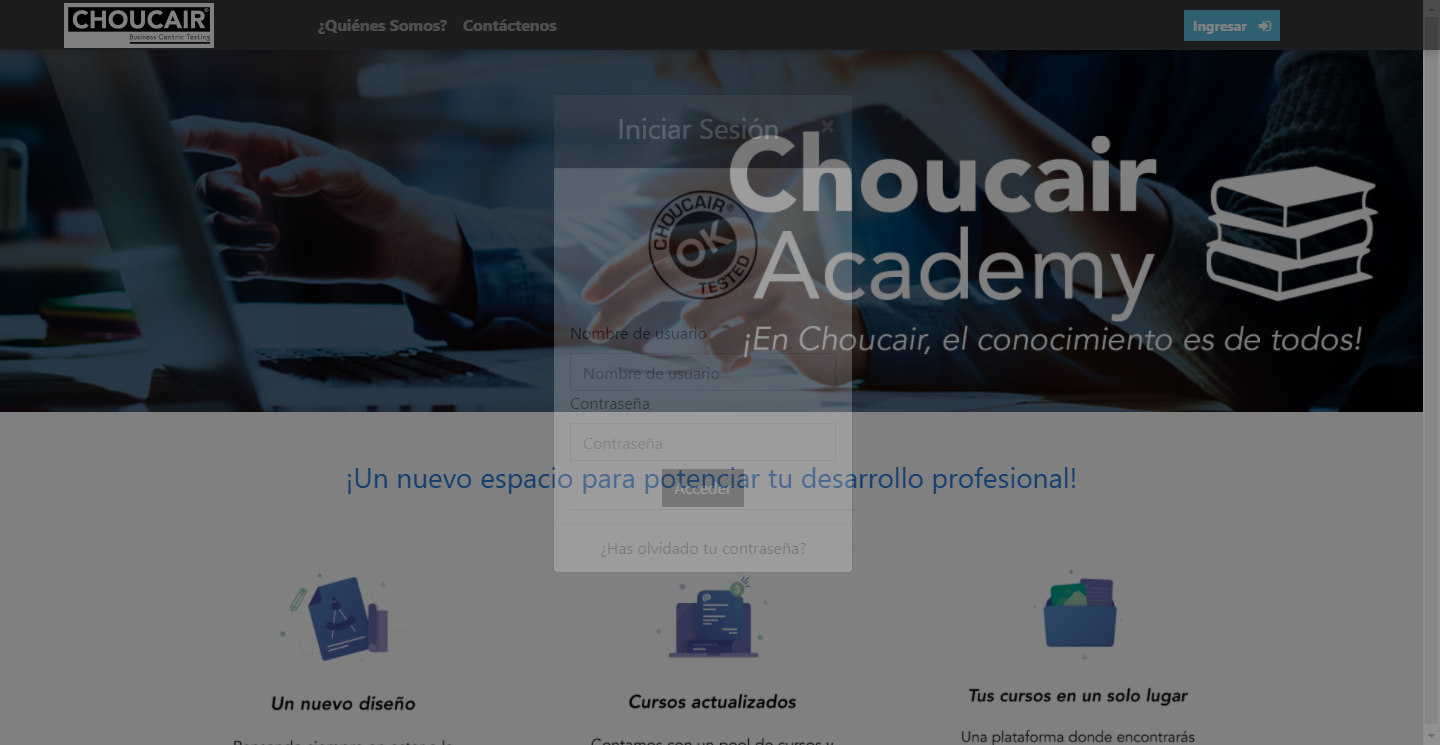 CHOUCAIR®
Business Centric Testing
¿Quiénes Somos?
Contáctenos
Ingresar
Iniciar Sesión
×
CHOUCAIR®
OK
TESTED
Choucair
Academy
¡En Choucair, el conocimiento es de todos!
Nombre de usuario
Nombre de usuario
Contraseña
Contraseña
¡Un nuevo espacio para potenciar tu desarrollo profesional!
Acceder
¿Has olvidado tu contraseña?
@
3
Un nuevo diseño
Cursos actualizados
Tus cursos en un solo lugar
Contamos con un pool de cursos y
Una plataforma donde encontrarás